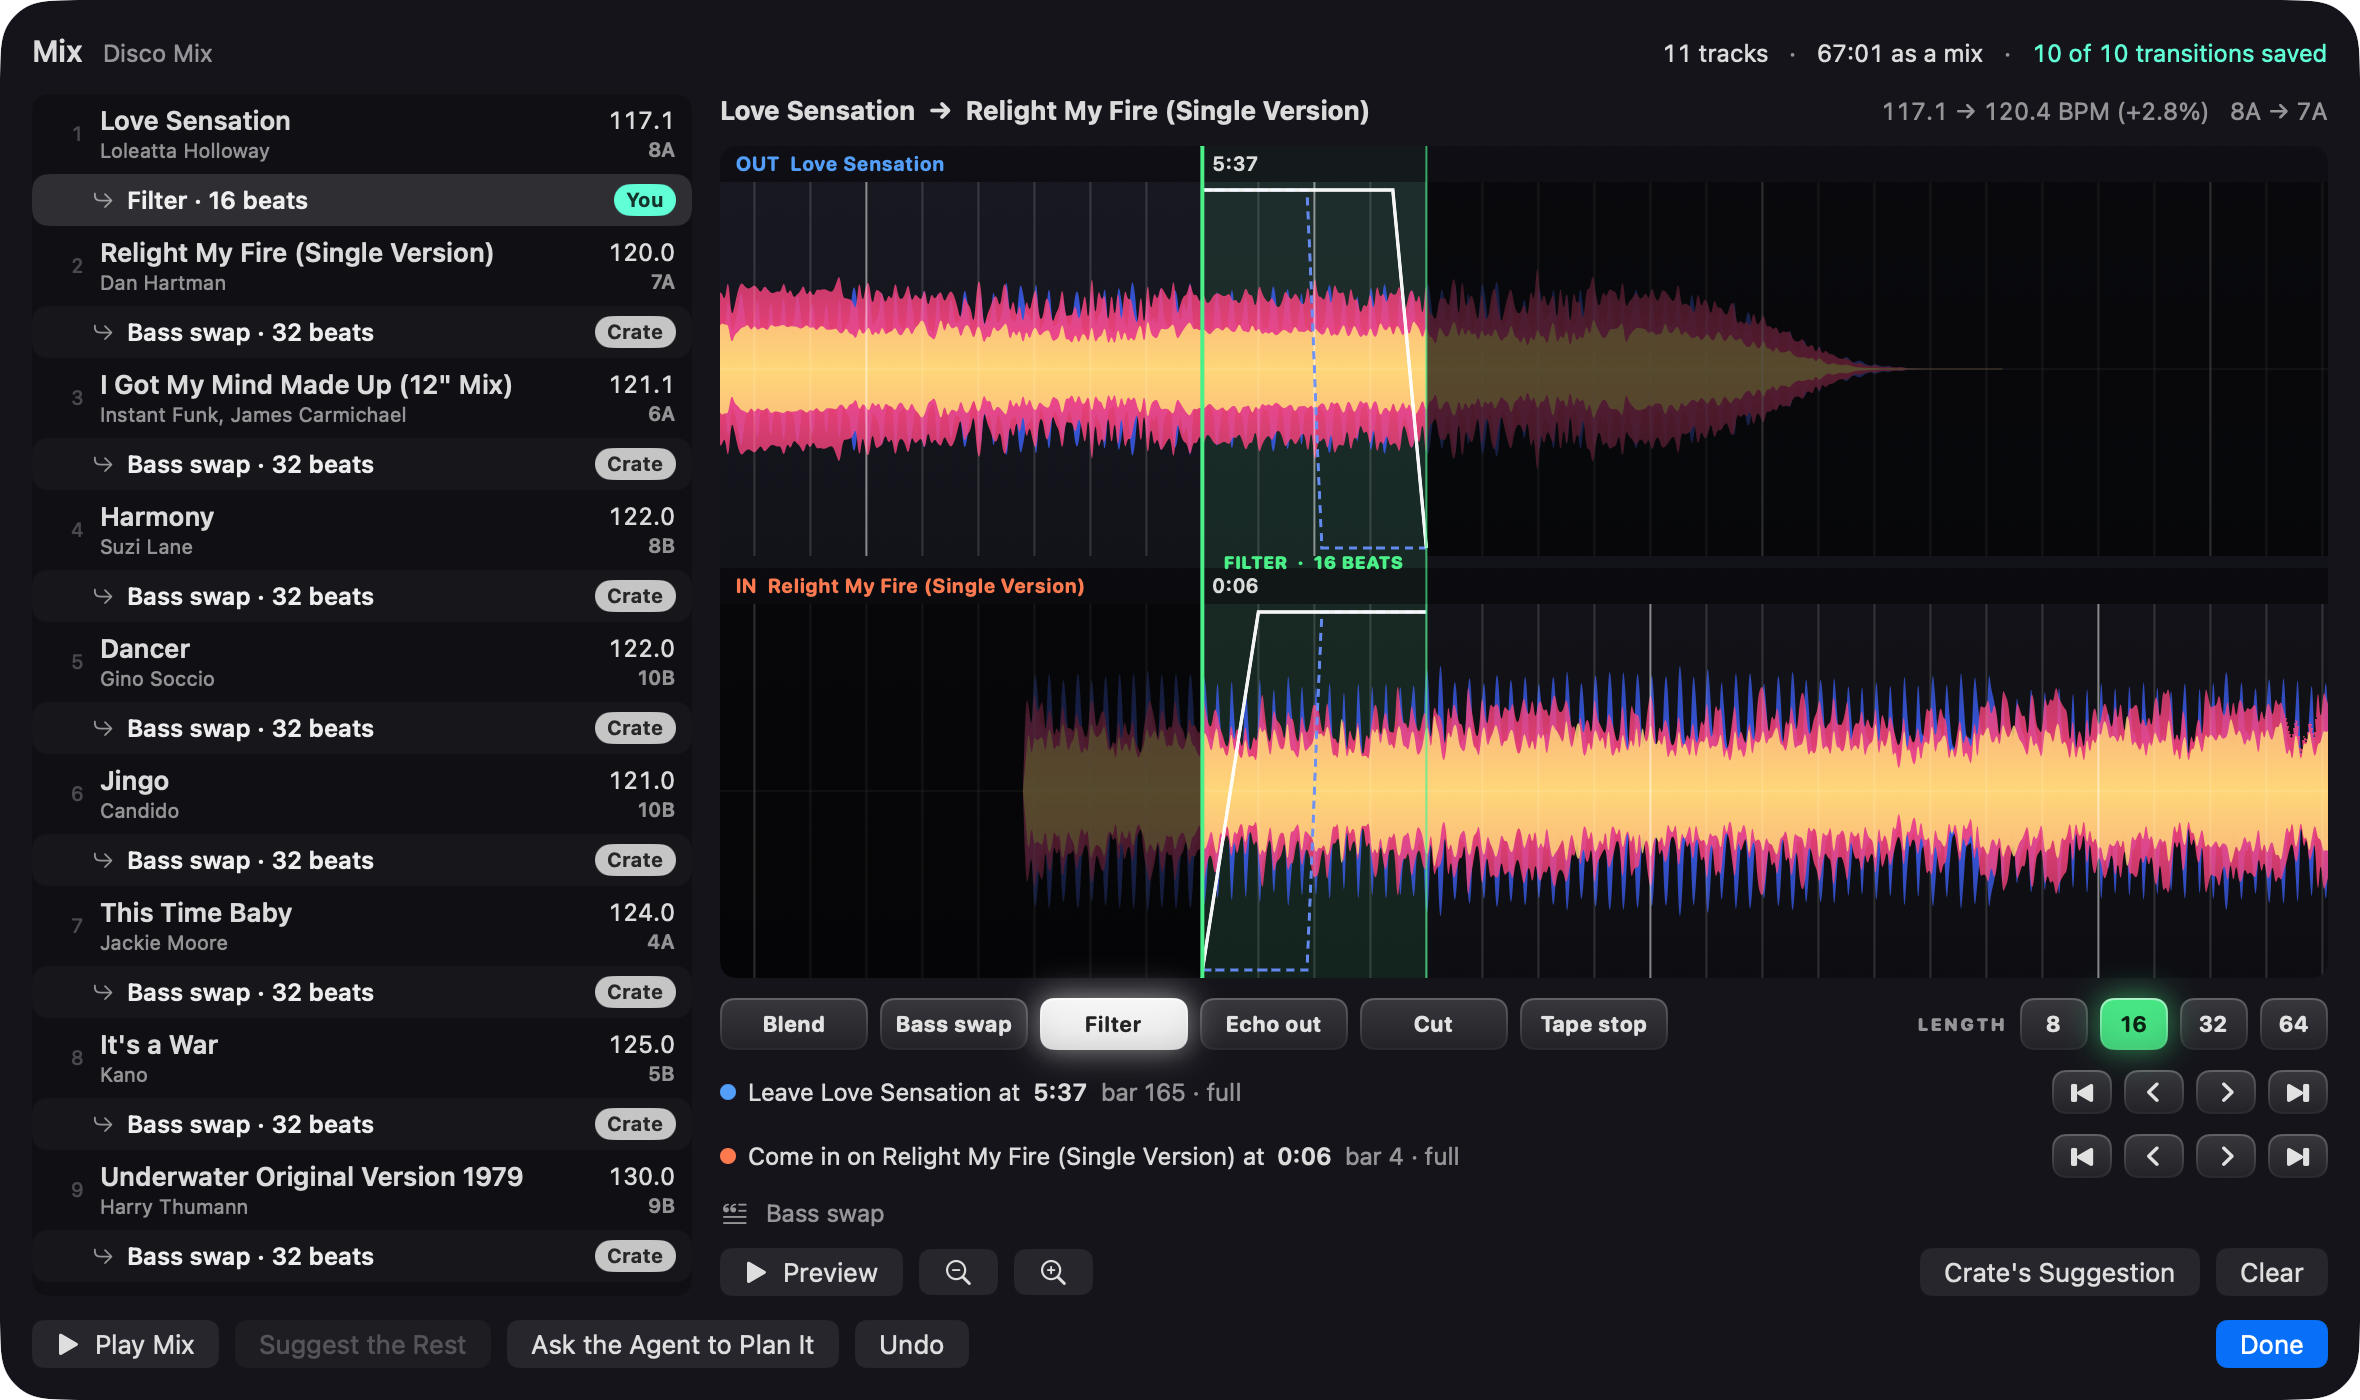 Mix Disco Mix
11 tracks · 67:01 as a mix · 10 of 10 transitions saved
1 Love Sensation 117.1
Loleatta Holloway 8A
Filter · 16 beats You
2 Relight My Fire (Single Version) 120.0
Dan Hartman 7A
Bass swap · 32 beats Crate
3 I Got My Mind Made Up (12" Mix) 121.1
Instant Funk, James Carmichael 6A
Bass swap · 32 beats Crate
4 Harmony 122.0
Suzi Lane 8B
Bass swap · 32 beats Crate
5 Dancer 122.0
Gino Soccio 10B
Bass swap · 32 beats Crate
6 Jingo 121.0
Candido 10B
Bass swap · 32 beats Crate
7 This Time Baby 124.0
Jackie Moore 4A
Bass swap · 32 beats Crate
8 It's a War 125.0
Kano 5B
Bass swap · 32 beats Crate
9 Underwater Original Version 1979 130.0
Harry Thumann 9B
Bass swap · 32 beats Crate
Love Sensation → Relight My Fire (Single Version) 117.1 → 120.4 BPM (+2.8%) 8A → 7A
OUT Love Sensation 5:37
FILTER · 16 BEATS
IN Relight My Fire (Single Version) 0:06
Blend Bass swap Filter Echo out Cut Tape stop LENGTH 8 16 32 64
Leave Love Sensation at 5:37 bar 165 · full
Come in on Relight My Fire (Single Version) at 0:06 bar 4 · full
Bass swap
Preview Crate's Suggestion Clear
Play Mix Suggest the Rest Ask the Agent to Plan It Undo Done